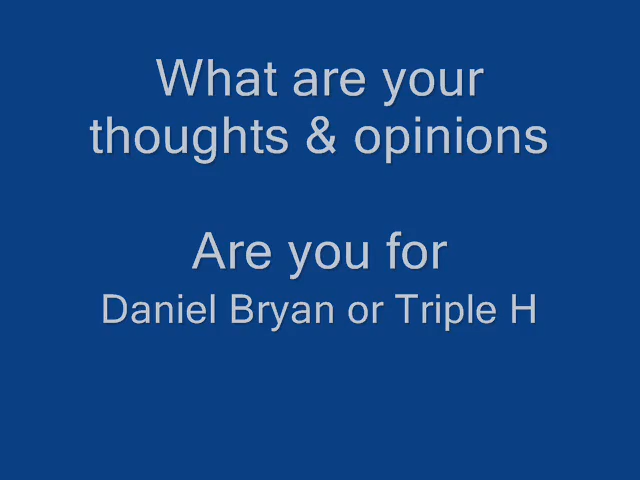 What are your
thoughts & opinions
Are you for
Daniel Bryan or Triple H